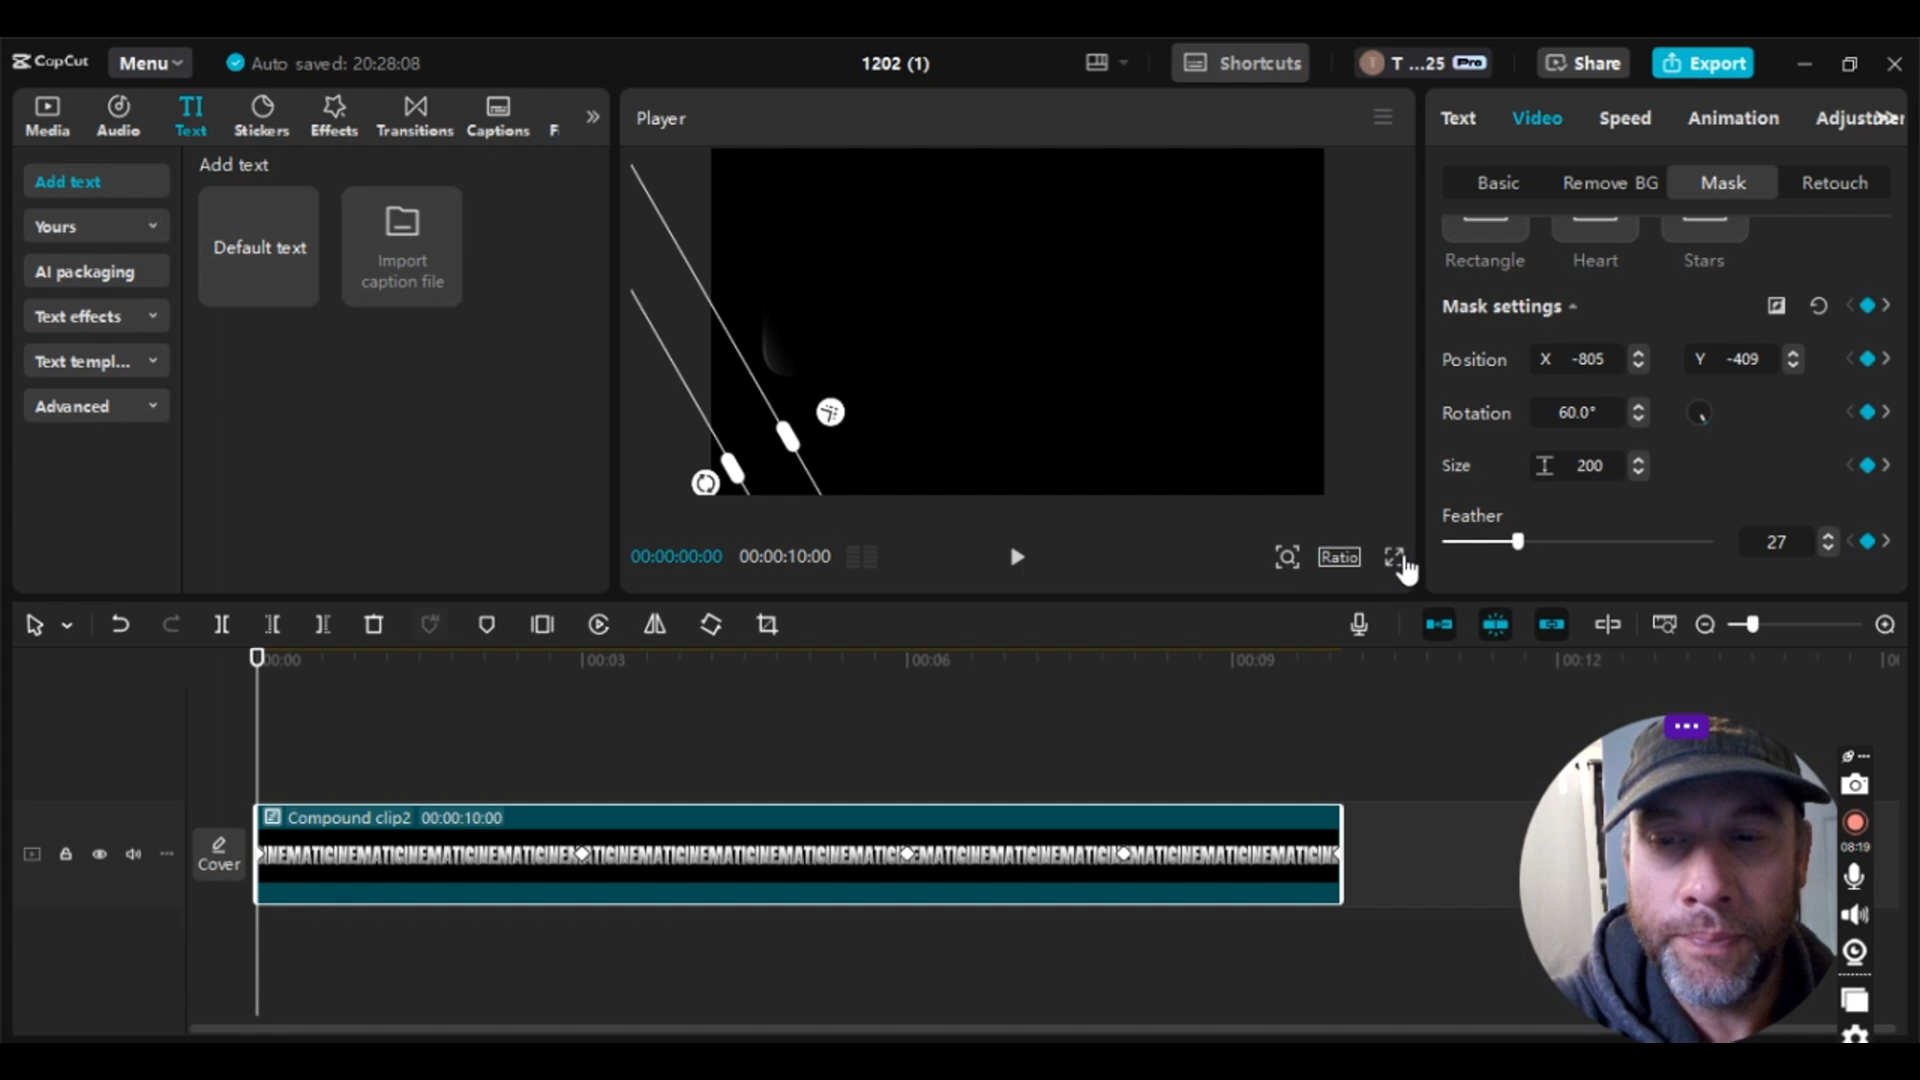 CapCut
Menu
Auto saved: 20:28:08
1202 (1)
Shortcuts
T ...25 Pro
Share
Export
Media
Audio
TI
Text
Stickers
Effects
Transitions
Captions
Player
Text
Video
Speed
Animation
Add text
Yours
AI packaging
Text effects
Text templ...
Advanced
Add text
Default text
Import
caption file
Basic
Remove BG
Mask
Retouch
Rectangle
Heart
Stars
Mask settings
Position X -805 Y -409
Rotation 60.0°
Size 200
Feather
27
00:00:00:00 00:00:10:00
Ratio
00:00
00:03
00:06
00:09
00:12
Cover
Compound clip2 00:00:10:00
08:19